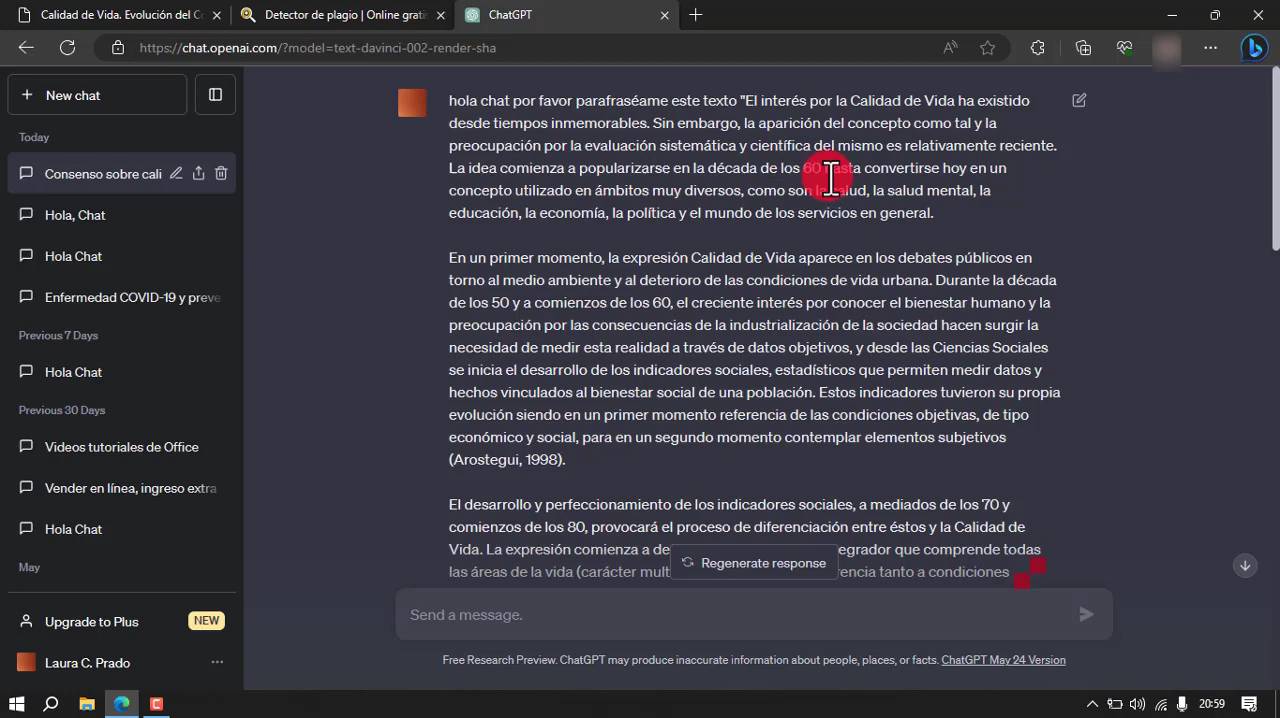 Calidad de Vida. Evolución del Co
Detector de plagio | Online gratis
ChatGPT
https://chat.openai.com/?model=text-davinci-002-render-sha
New chat
Today
Consenso sobre cali
Hola, Chat
Hola Chat
Enfermedad COVID-19 y preve
Previous 7 Days
Hola Chat
Previous 30 Days
Videos tutoriales de Office
Vender en línea, ingreso extra
Hola Chat
May
Upgrade to Plus
NEW
Laura C. Prado
hola chat por favor parafraséame este texto "El interés por la Calidad de Vida ha existido
desde tiempos inmemorables. Sin embargo, la aparición del concepto como tal y la
preocupación por la evaluación sistemática y científica del mismo es relativamente reciente.
La idea comienza a popularizarse en la década de los 60 hasta convertirse hoy en un
concepto utilizado en ámbitos muy diversos, como son la salud, la salud mental, la
educación, la economía, la política y el mundo de los servicios en general.
En un primer momento, la expresión Calidad de Vida aparece en los debates públicos en
torno al medio ambiente y al deterioro de las condiciones de vida urbana. Durante la década
de los 50 y a comienzos de los 60, el creciente interés por conocer el bienestar humano y la
preocupación por las consecuencias de la industrialización de la sociedad hacen surgir la
necesidad de medir esta realidad a través de datos objetivos, y desde las Ciencias Sociales
se inicia el desarrollo de los indicadores sociales, estadísticos que permiten medir datos y
hechos vinculados al bienestar social de una población. Estos indicadores tuvieron su propia
evolución siendo en un primer momento referencia de las condiciones objetivas, de tipo
económico y social, para en un segundo momento contemplar elementos subjetivos
(Arostegui, 1998).
El desarrollo y perfeccionamiento de los indicadores sociales, a mediados de los 70 y
comienzos de los 80, provocará el proceso de diferenciación entre éstos y la Calidad de
Vida. La expresión comienza a de egrador que comprende todas
las áreas de la vida (carácter mult rencia tanto a condiciones
Regenerate response
Send a message.
Free Research Preview. ChatGPT may produce inaccurate information about people, places, or facts. ChatGPT May 24 Version
20:59